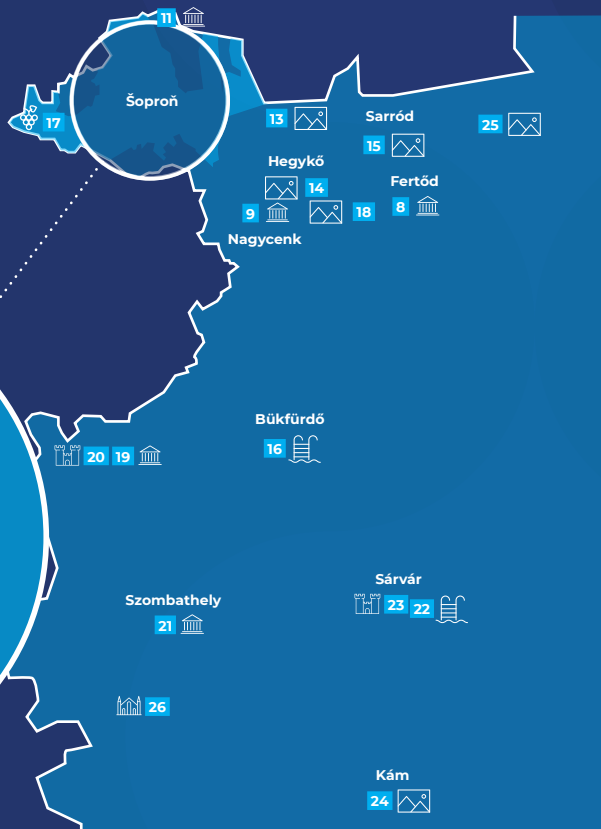 11
Šoproň
17
13
Sarród
25
15
Hegykő
14
Fertőd
9
18
8
Nagycenk
Bükfürdő
16
20 19
Sárvár
Szombathely
23 22
21
26
Kám
24